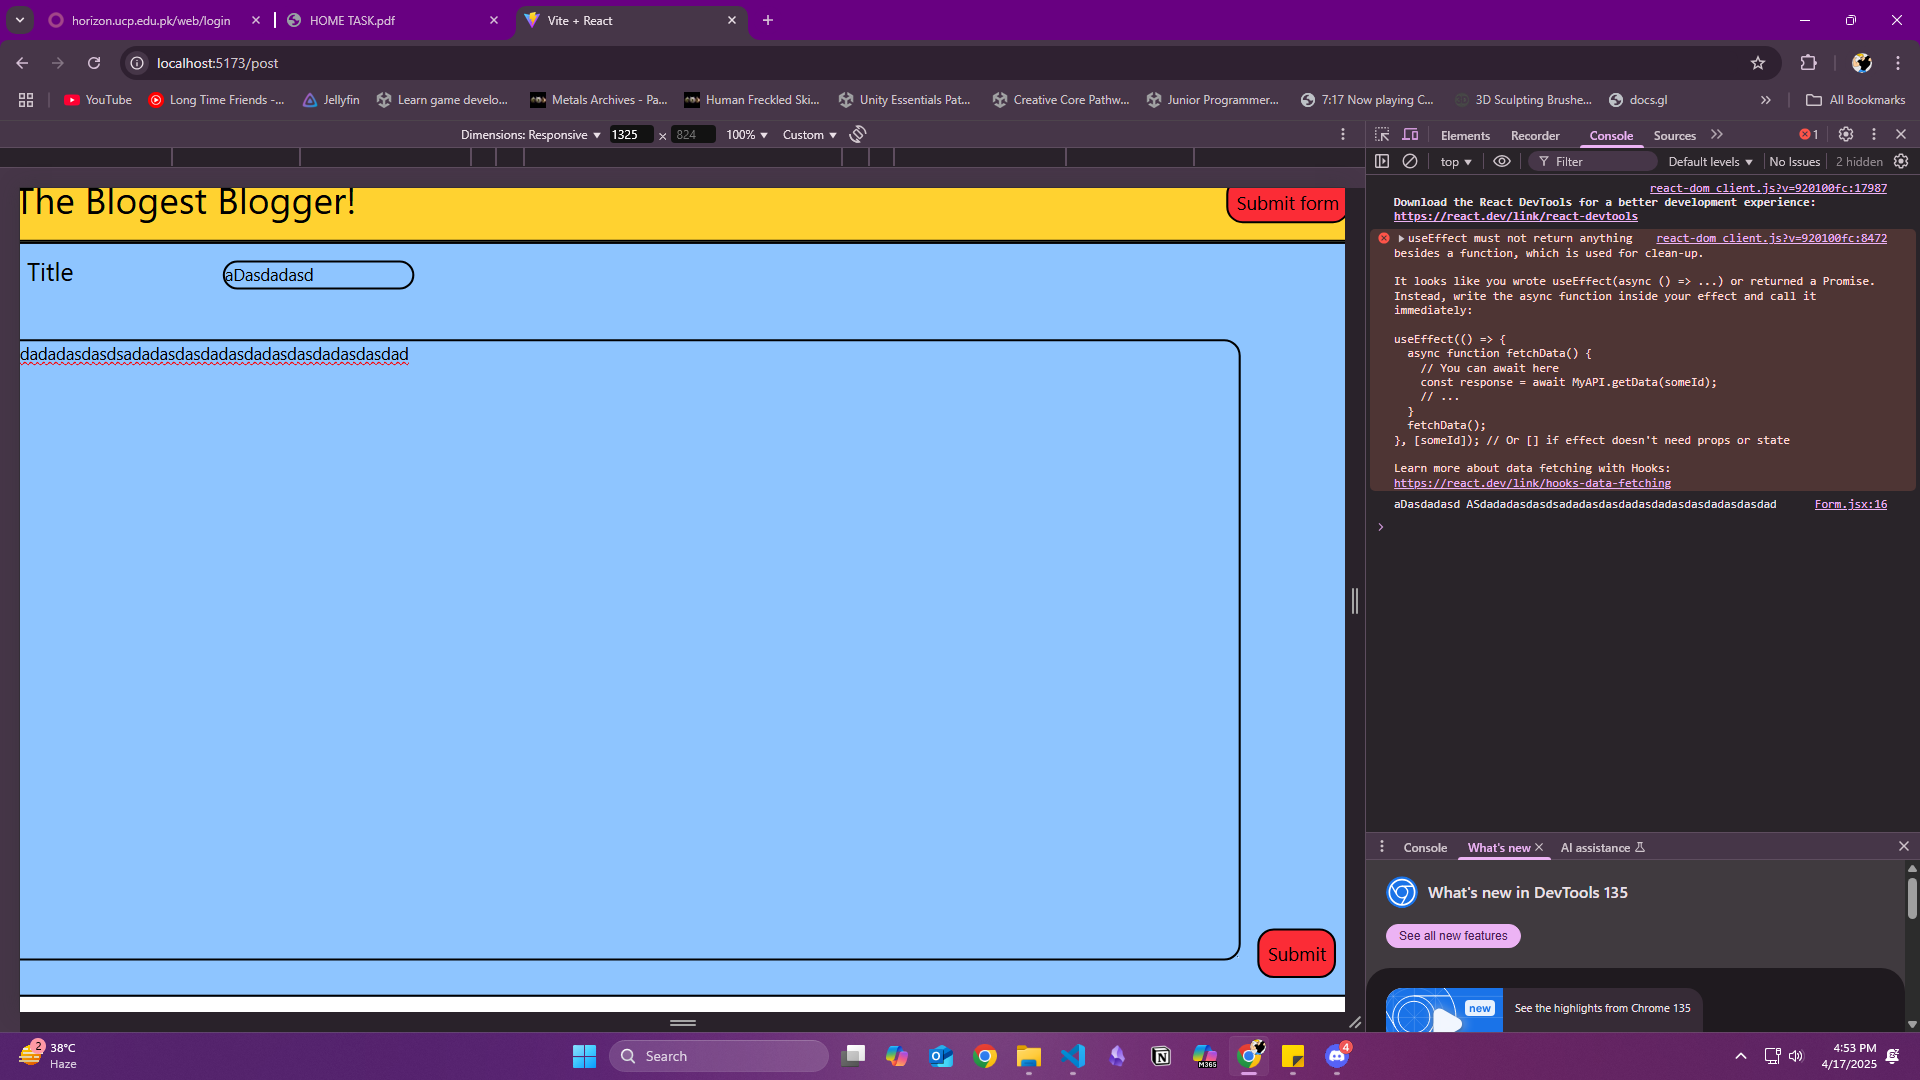 horizon.ucp.edu.pk/web/login
HOME TASK.pdf
Vite + React
localhost:5173/post
YouTube
Long Time Friends -...
Jellyfin
Learn game develo...
Metals Archives - Pa...
Human Freckled Ski...
Unity Essentials Pat...
Creative Core Pathw...
Junior Programmer...
7:17 Now playing C...
3D Sculpting Brushe...
docs.gl
All Bookmarks
Dimensions: Responsive 1325 × 824 100% Custom
Elements Recorder Console Sources 1
top Filter Default levels No Issues 2 hidden
The Blogest Blogger!
Submit form
Title aDasdadasd
dadadasdasdsadadasdasdadasdadasdasdadasdasdad
Submit
react-dom client.js?v=920100fc:17987
Download the React DevTools for a better development experience:
https://react.dev/link/react-devtools
useEffect must not return anything react-dom client.js?v=920100fc:8472
besides a function, which is used for clean-up.
It looks like you wrote useEffect(async () => ...) or returned a Promise.
Instead, write the async function inside your effect and call it
immediately:
useEffect(() => {
async function fetchData() {
// You can await here
const response = await MyAPI.getData(someId);
// ...
}
fetchData();
}, [someId]); // Or [] if effect doesn't need props or state
Learn more about data fetching with Hooks:
https://react.dev/link/hooks-data-fetching
aDasdadasd ASdadadasdasdsadadasdasdadasdadasdasdadasdasdad Form.jsx:16
Console What's new AI assistance
What's new in DevTools 135
See all new features
new
See the highlights from Chrome 135
2
38°C
Haze
Search
M365
4
4:53 PM
4/17/2025